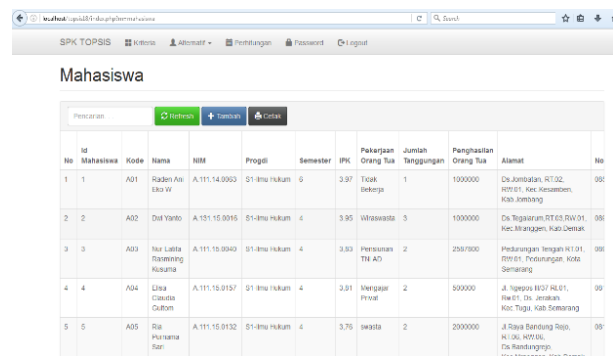 localhost/topsis8/index.php?m=mahasiswa
Search
SPK TOPSIS Kriteria Alternatif Perhitungan Password Logout
Mahasiswa
Pencarian... Refresh Tambah Cetak
No Id Mahasiswa Kode Nama NIM Progdi Semester IPK Pekerjaan Orang Tua Jumlah Tanggungan Penghasilan Orang Tua Alamat No
1 1 A01 Raden Ari Eko W A.111.14.0063 S1-Ilmu Hukum 6 3,97 Tidak Bekerja 1 1000000 Ds.Jombatan, RT.02, RW.01, Kec.Kesamben, Kab.Jombang
2 2 A02 Dwi Yanto A.131.15.0016 S1-Ilmu Hukum 4 3,95 Wiraswasta 3 1000000 Ds.Tegalarum,RT.03,RW.01, Kec.Mranggen, Kab.Demak
3 3 A03 Nur Latifa Kusuma A.111.15.0040 S1-Ilmu Hukum 4 3,83 Pensiunan TNI AD 2 Pedurungan Tengah RT.01, RW.01, Pedurungan, Kota Semarang
4 4 A04 Elisa Claudia Gultom A.111.15.0157 S1-Ilmu Hukum 4 3,81 Mengajar Privat 2 500000 Jl. Ngepos Rt.01, Rw.01, Ds. Jerakah, Kec.Tugu, Kab.Semarang
5 5 A05 Ria Purnama Sari A.111.15.0132 S1-Ilmu Hukum 4 3,76 swasta 2 2000000 Jl.Raya Bandung Rejo, RT.06, RW.06, Ds.Bandungrejo,